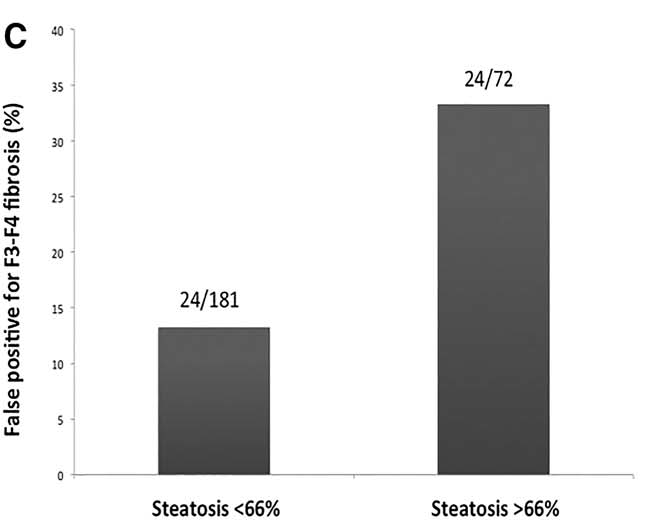 C
False positive for F3-F4 fibrosis (%)
40
35
30
25
20
15
10
5
0
24/181
24/72
Steatosis <66%
Steatosis >66%